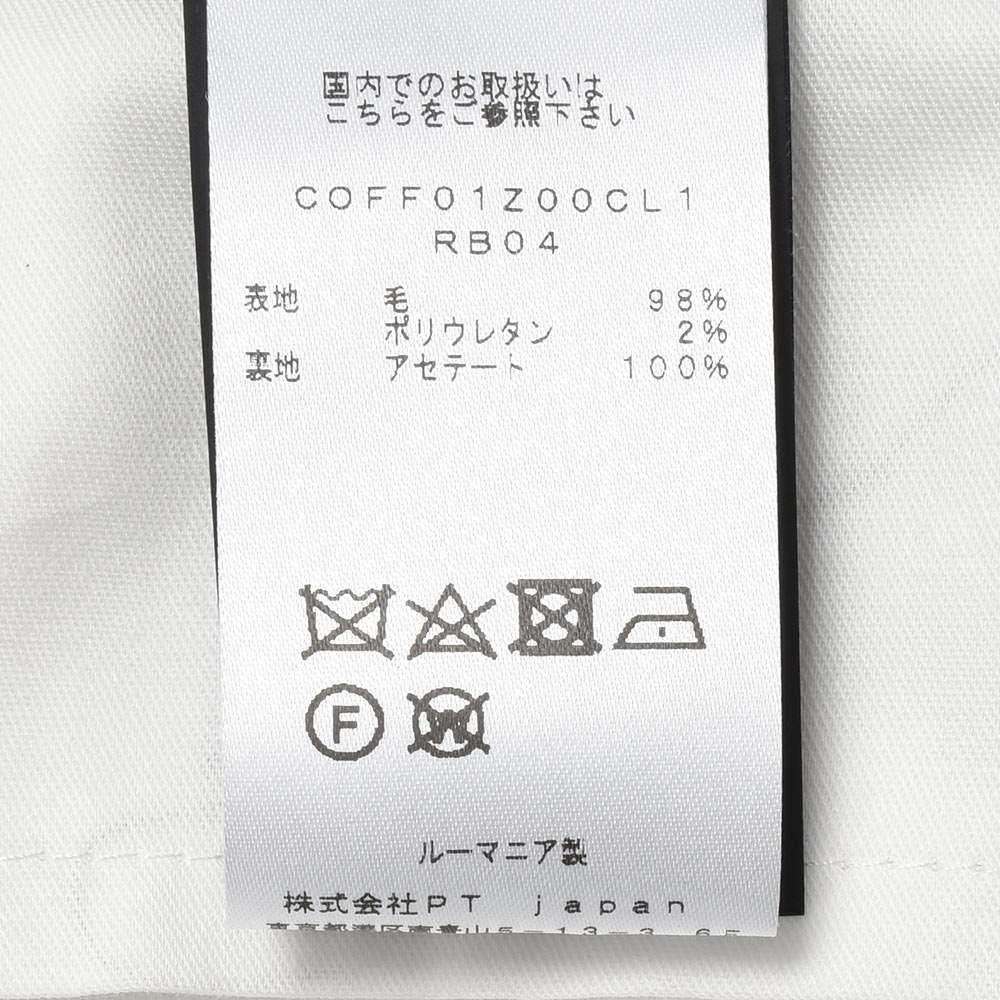 国内でのお取扱いは
こちらをご参照下さい
COFF01Z00CL1
RB04
表地 毛 98%
ポリウレタン 2%
裏地 アセテート 100%
F
W
ルーマニア製
株式会社PT japan